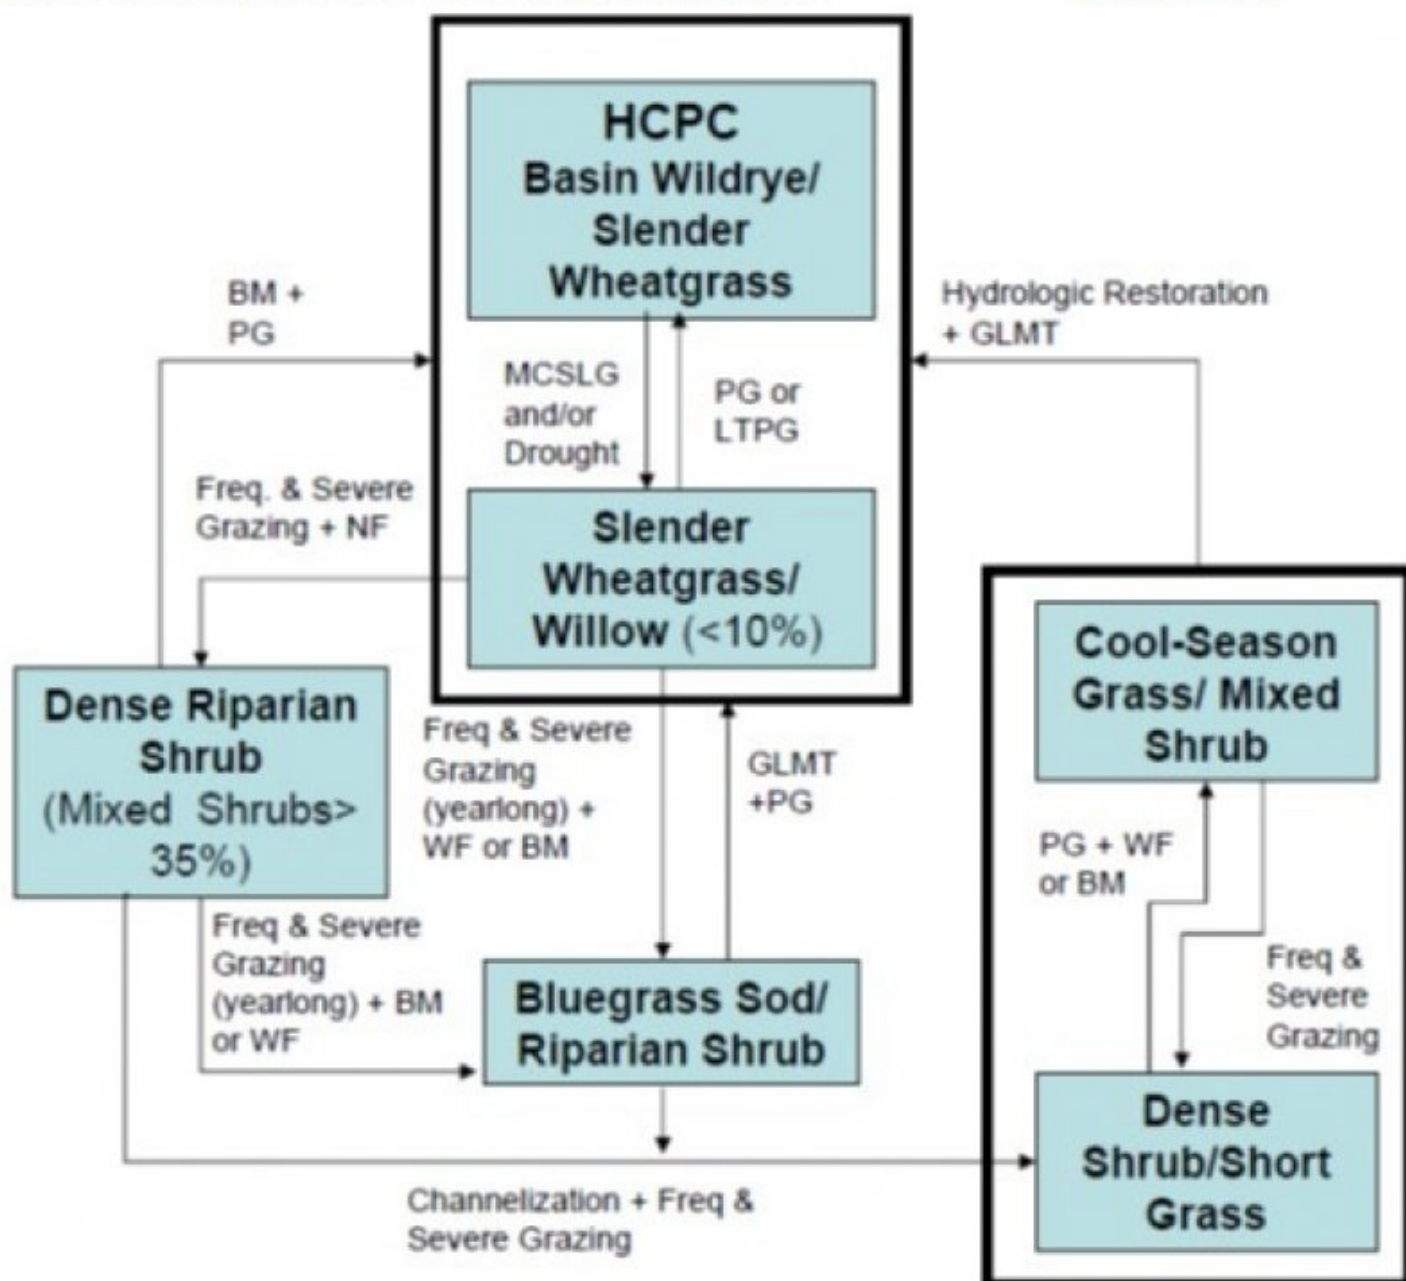 HCPC
Basin Wildrye/
Slender
Wheatgrass
BM +
PG
Hydrologic Restoration
+ GLMT
MCSLG
and/or
Drought
PG or
LTPG
Freq. & Severe
Grazing + NF
Slender
Wheatgrass/
Willow (<10%)
Cool-Season
Grass/ Mixed
Shrub
Dense Riparian
Shrub
(Mixed Shrubs>
35%)
Freq & Severe
Grazing
(yearlong) +
WF or BM
GLMT
+PG
PG + WF
or BM
Freq & Severe
Grazing
(yearlong) + BM
or WF
Bluegrass Sod/
Riparian Shrub
Freq &
Severe
Grazing
Dense
Shrub/Short
Grass
Channelization + Freq &
Severe Grazing